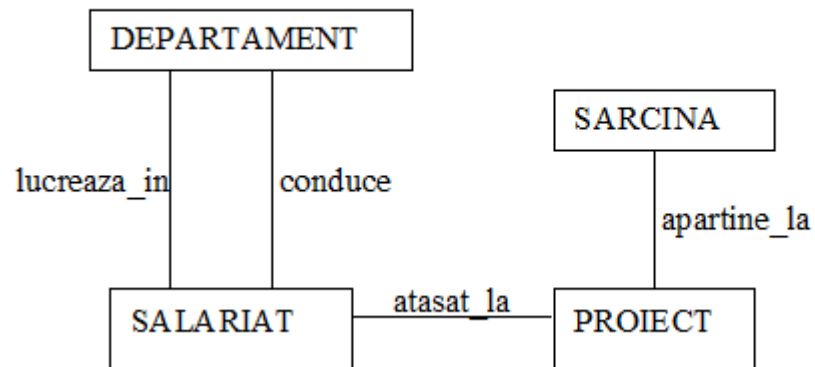 DEPARTAMENT
SARCINA
lucreaza_in
conduce
apartine_la
SALARIAT
atasat_la
PROIECT